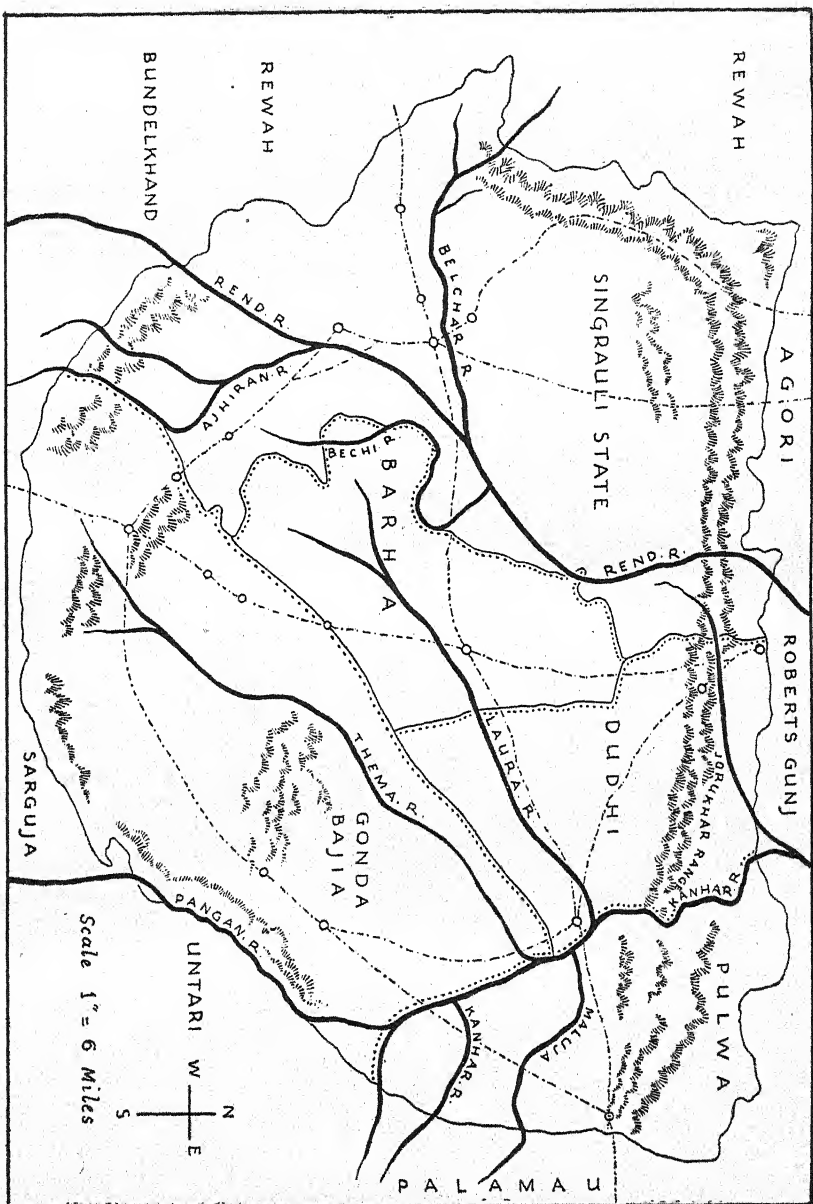 REWAH
AGORI
ROBERTS GUNJ
REWAH
BUNDELKHAND
SINGRAULI STATE
BELCHAR R
REND. R.
REND. R.
AJHIRAN. R
BECHI. R
BARHA
DUDHI
JORUKHAR RANGE
KANHAR. R
PULWA
LAURA R
THEMA. R
GONDA
BAJIA
MALUJA
KANHAR. R
PANGAN. R
SARGUJA
UNTARI
PALAMAU
W
N
S
E
Scale 1" = 6 Miles